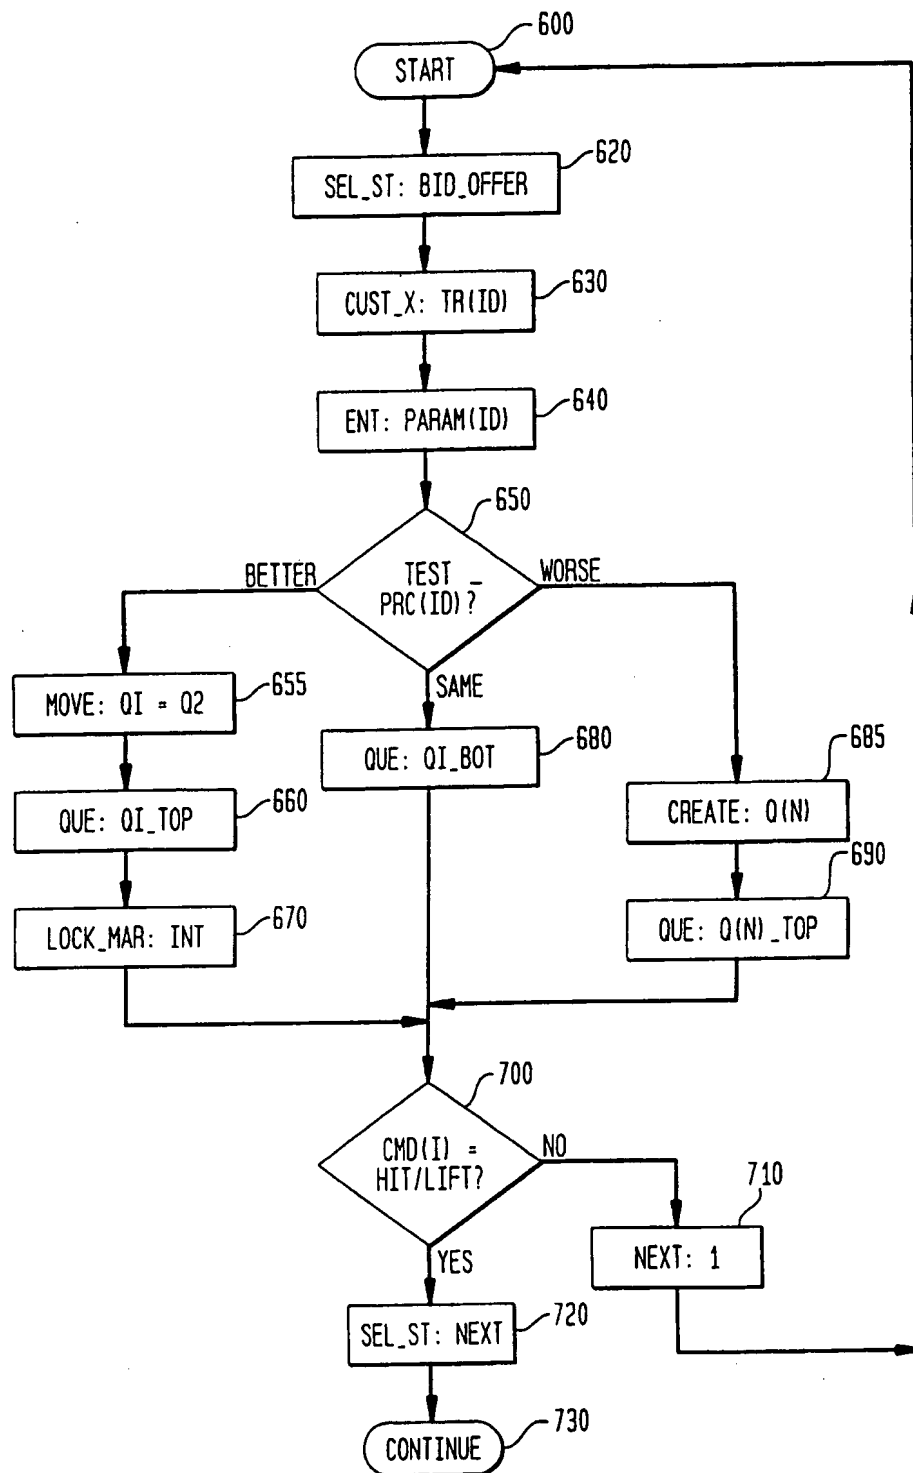 600
START
620
SEL_ST: BID_OFFER
630
CUST_X: TR(ID)
640
ENT: PARAM(ID)
650
TEST _
PRC(ID)?
BETTER
WORSE
SAME
655
MOVE: QI = Q2
680
QUE: QI_BOT
685
CREATE: Q(N)
660
QUE: QI_TOP
690
QUE: Q(N)_TOP
670
LOCK_MAR: INT
700
CMD(I) =
HIT/LIFT?
NO
YES
710
NEXT: 1
720
SEL_ST: NEXT
730
CONTINUE